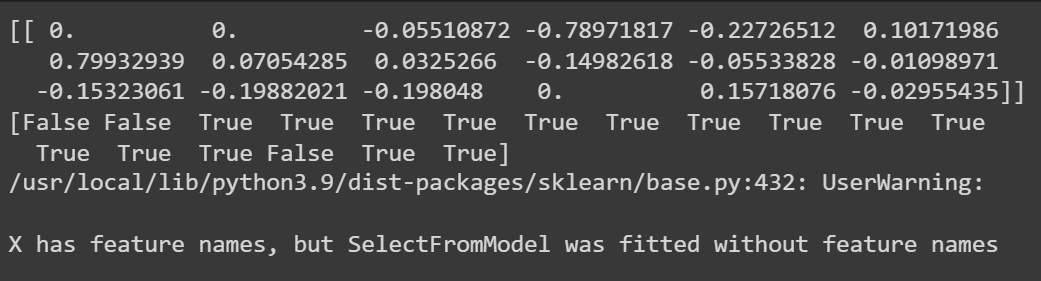 [[ 0. 0. -0.05510872 -0.78971817 -0.22726512 0.10171986
0.79932939 0.07054285 0.0325266 -0.14982618 -0.05533828 -0.01098971
-0.15323061 -0.19882021 -0.198048 0. 0.15718076 -0.02955435]]
[False False True True True True True True True True True True
True True True False True True]
/usr/local/lib/python3.9/dist-packages/sklearn/base.py:432: UserWarning:
X has feature names, but SelectFromModel was fitted without feature names